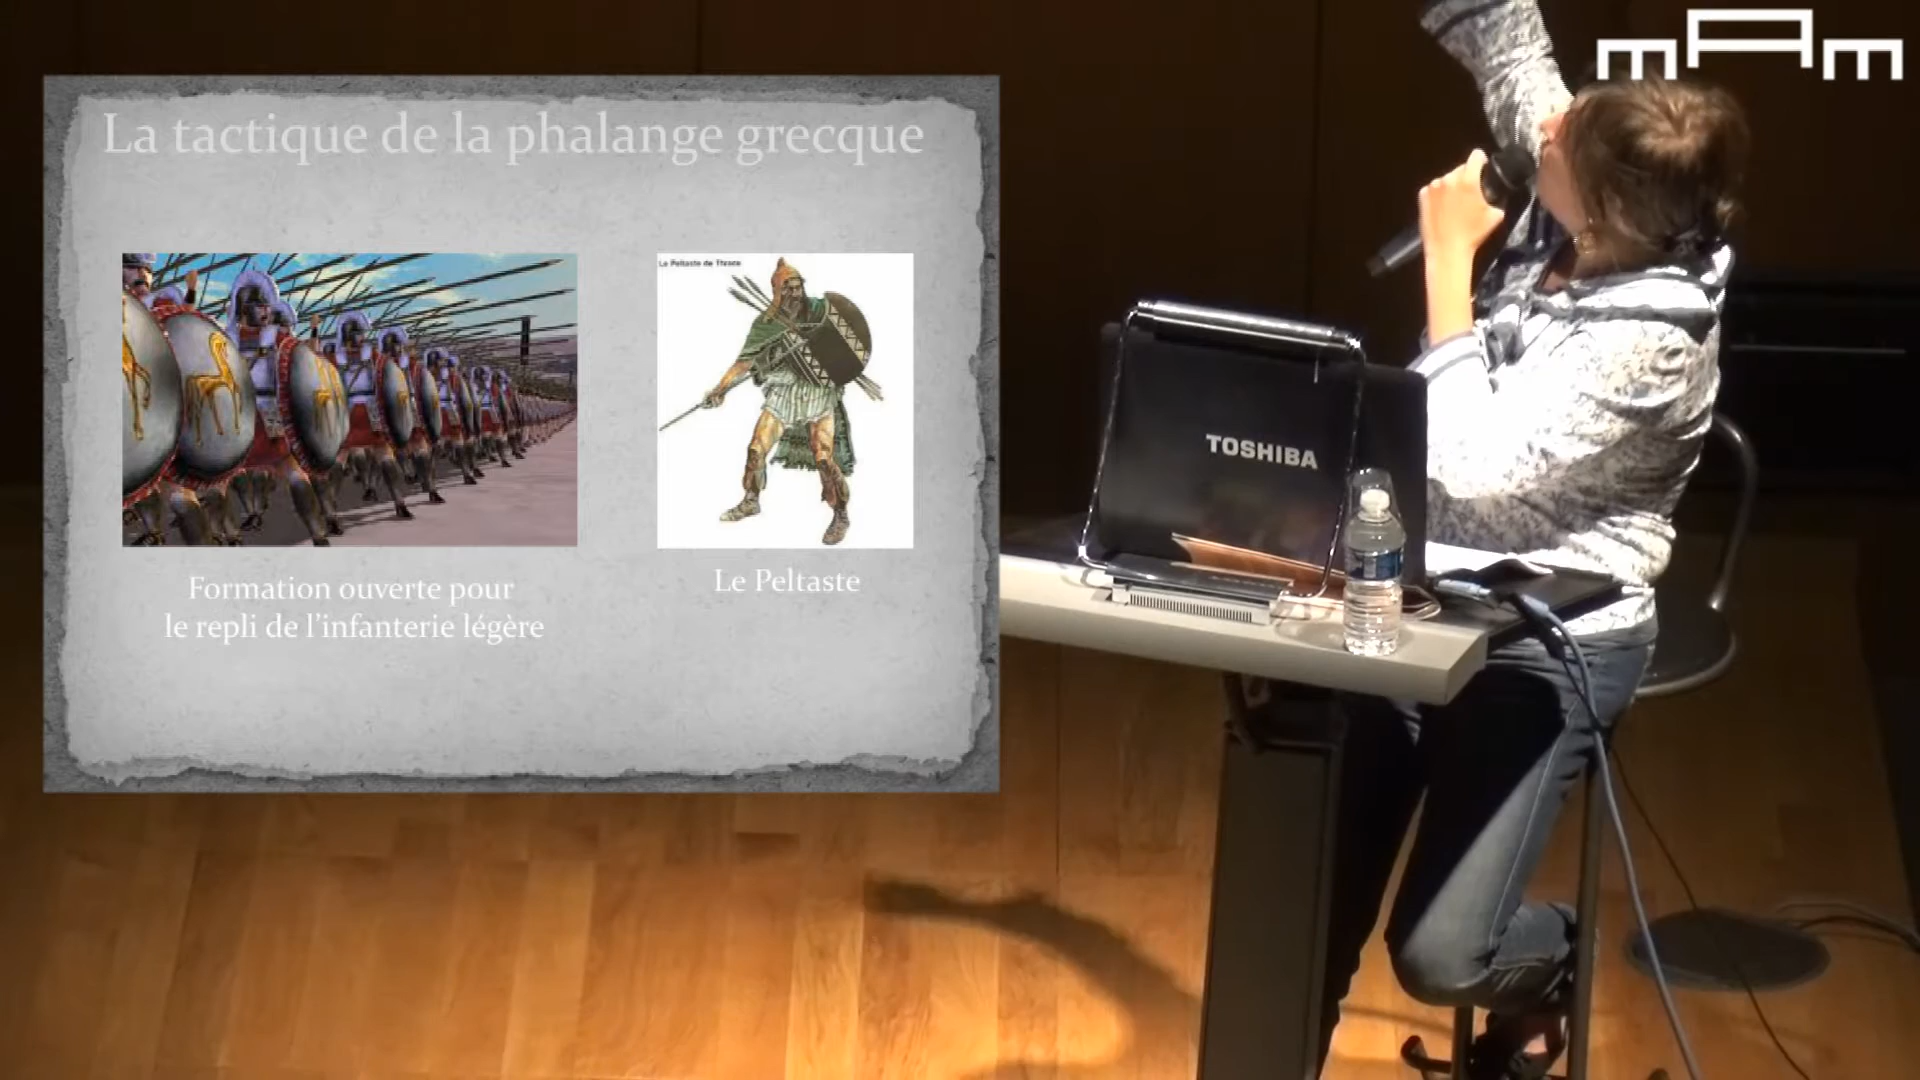 mAm
La tactique de la phalange grecque
Le Peltaste de Thrace
Formation ouverte pour
le repli de l'infanterie légère
Le Peltaste
TOSHIBA